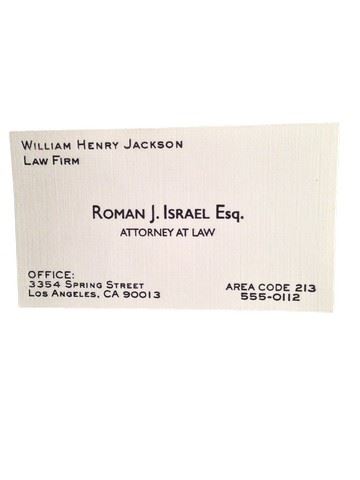 William Henry Jackson
Law Firm
Roman J. Israel Esq.
ATTORNEY AT LAW
OFFICE:
3354 Spring Street
Los Angeles, CA 90013
AREA CODE 213
555-0112